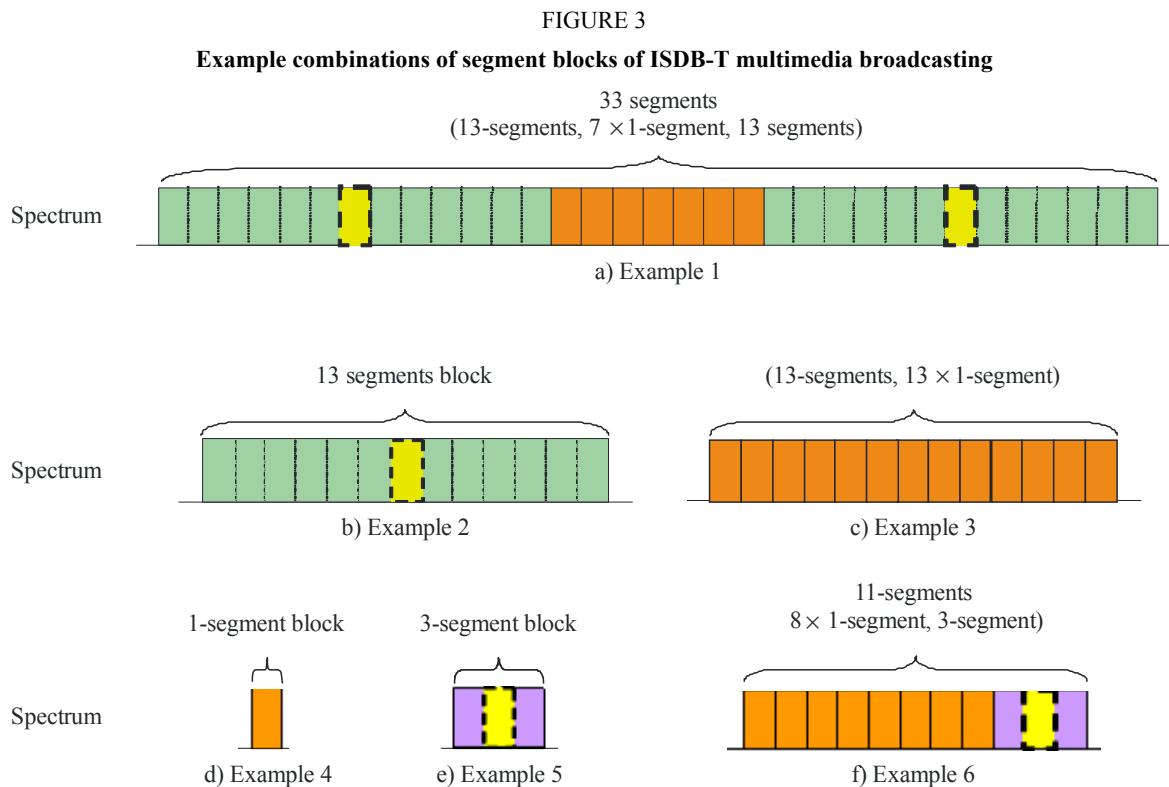 FIGURE 3
Example combinations of segment blocks of ISDB-T multimedia broadcasting
33 segments
(13-segments, 7 × 1-segment, 13 segments)
Spectrum
a) Example 1
13 segments block
(13-segments, 13 × 1-segment)
Spectrum
b) Example 2
c) Example 3
11-segments
8 × 1-segment, 3-segment)
1-segment block
3-segment block
Spectrum
d) Example 4
e) Example 5
f) Example 6